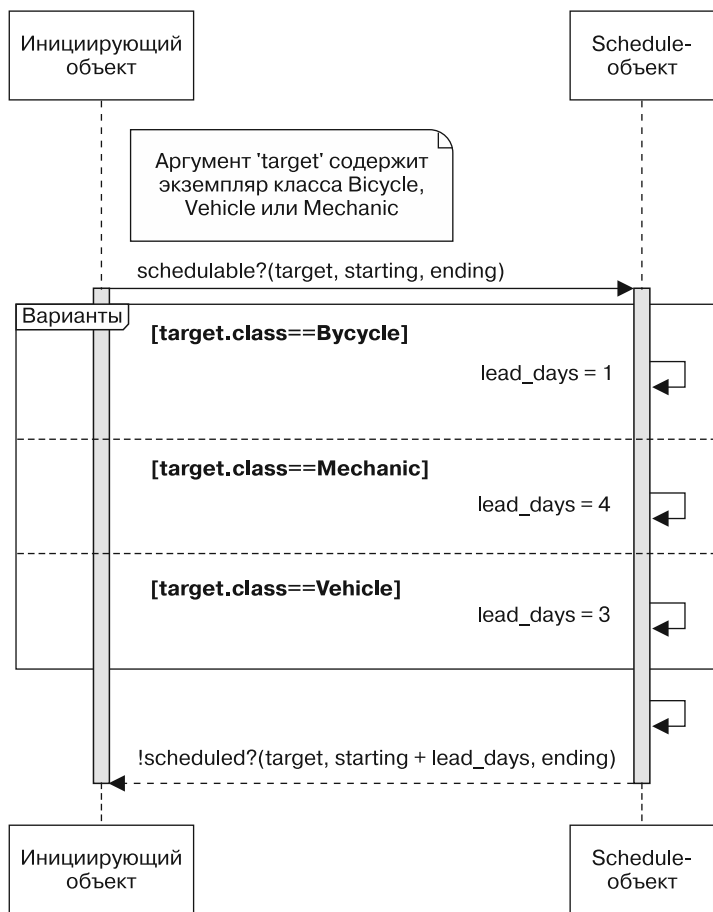 Инициирующий
объект
Schedule-
объект
Аргумент 'target' содержит
экземпляр класса Bicycle,
Vehicle или Mechanic
schedulable?(target, starting, ending)
Варианты
[target.class==Bycycle]
lead_days = 1
[target.class==Mechanic]
lead_days = 4
[target.class==Vehicle]
lead_days = 3
!scheduled?(target, starting + lead_days, ending)
Инициирующий
объект
Schedule-
объект